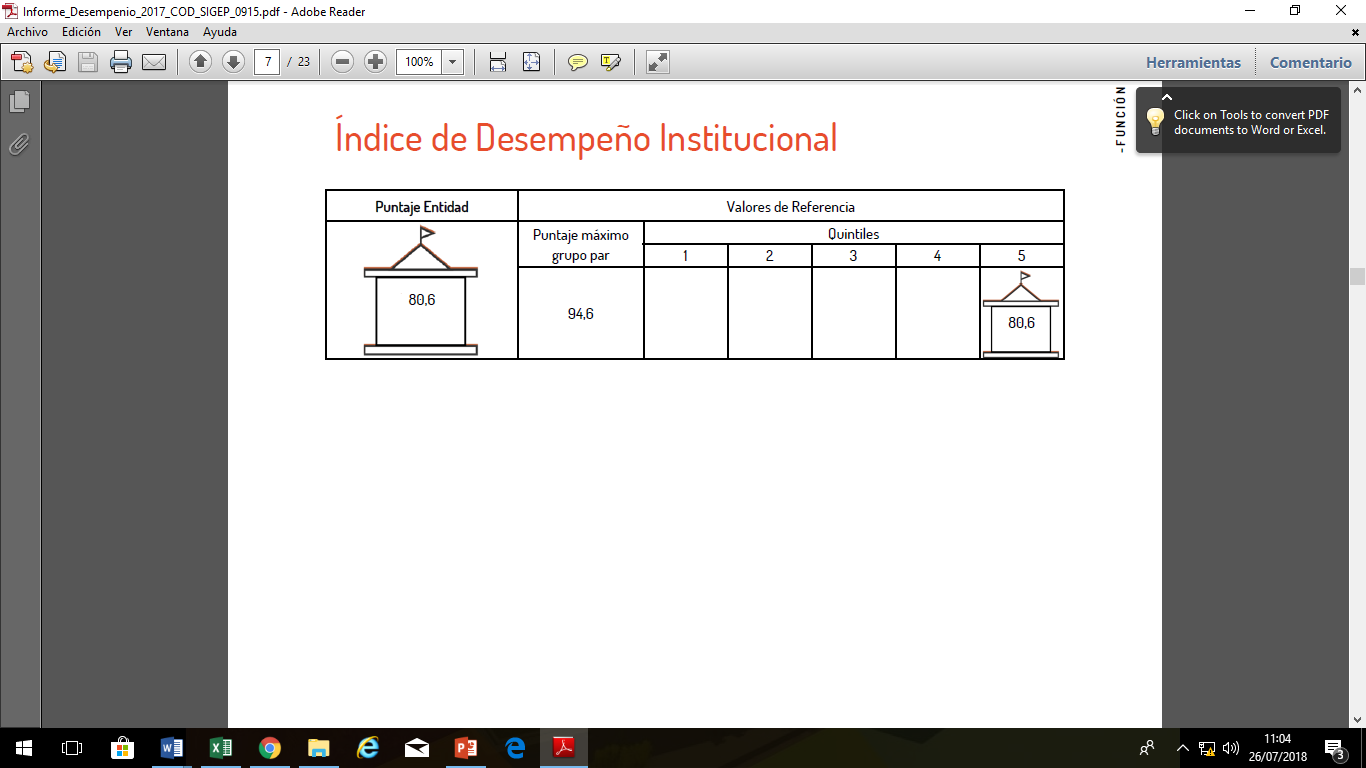 Informe_Desempenio_2017_COD_SIGEP_0915.pdf - Adobe Reader
Archivo Edición Ver Ventana Ayuda
7 / 23 100% Herramientas Comentario
Click on Tools to convert PDF
documents to Word or Excel.
-FUNCIÓN
Índice de Desempeño Institucional
Puntaje Entidad Valores de Referencia
Puntaje máximo
grupo par
Quintiles
1 2 3 4 5
80,6 94,6 80,6
11:04
26/07/2018
3